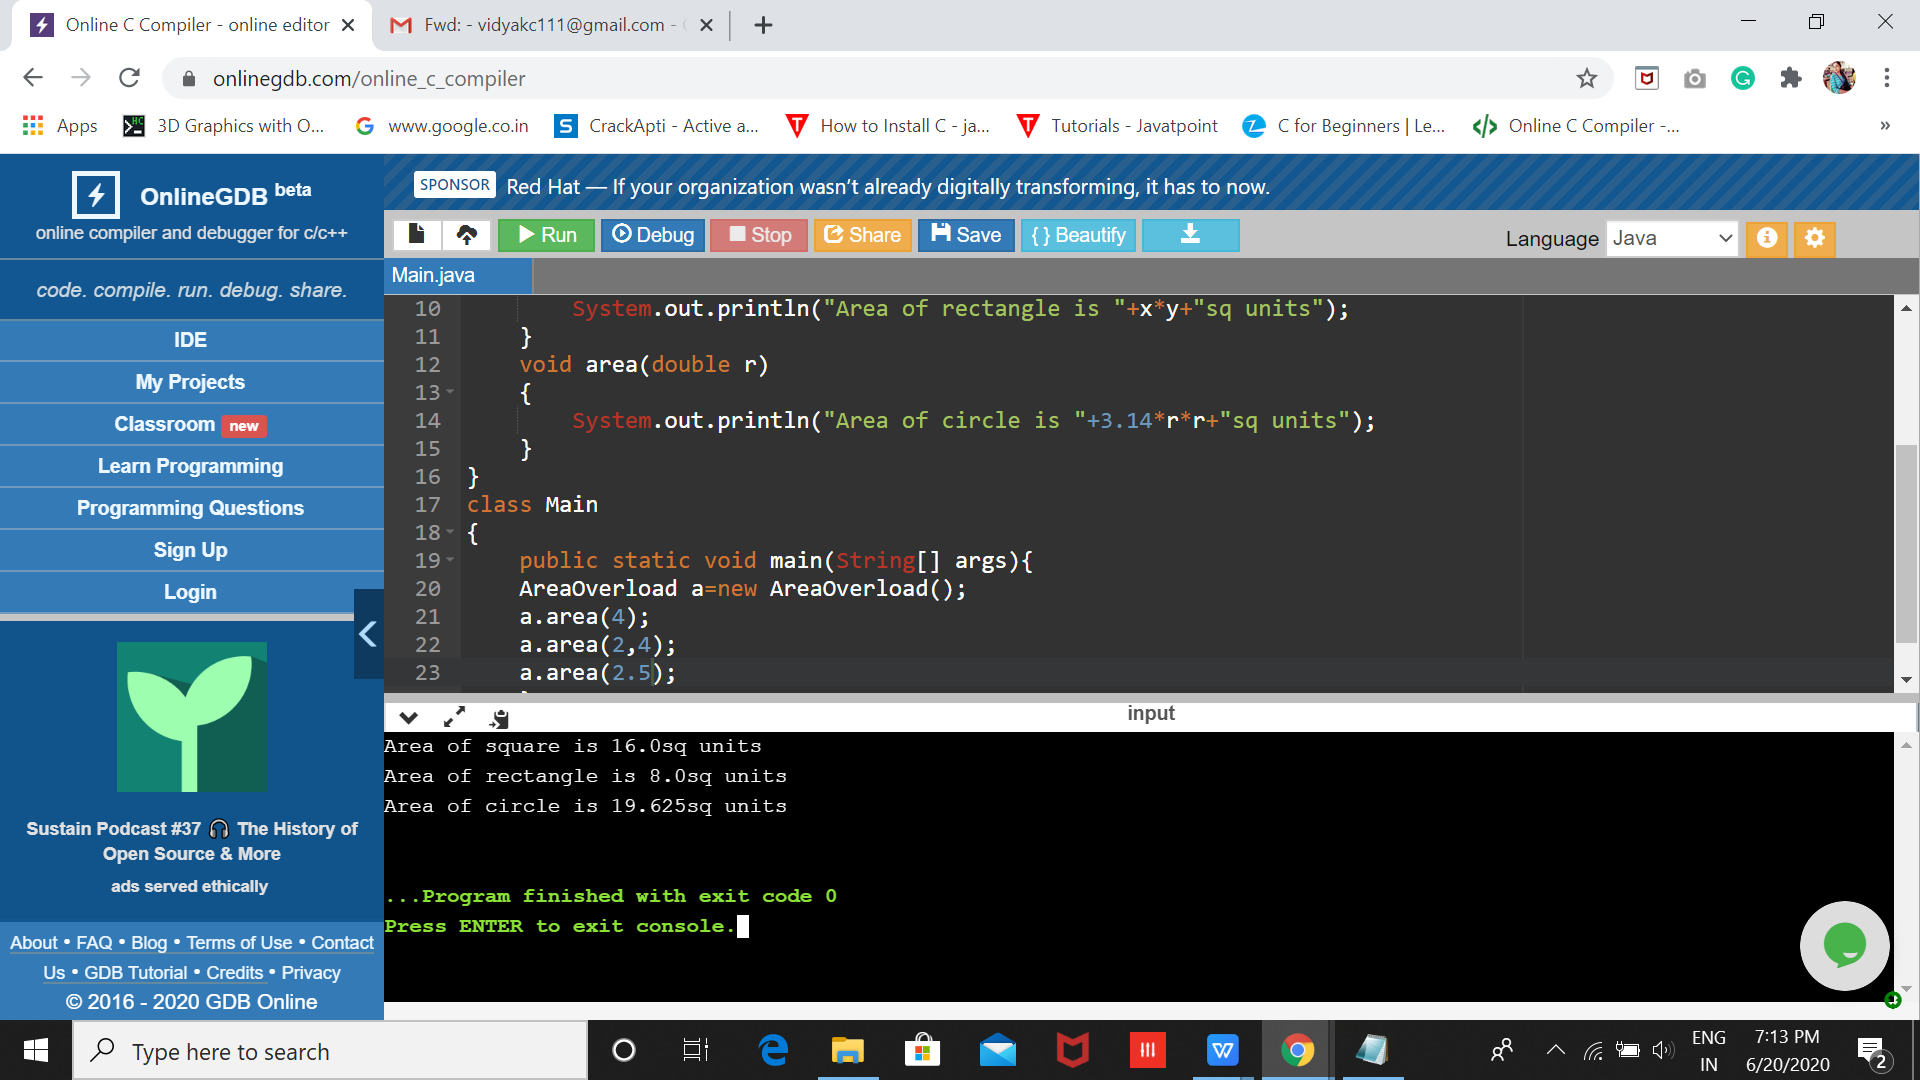 Online C Compiler - online editor
Fwd: - vidyakc111@gmail.com -
onlinegdb.com/online_c_compiler
Apps
3D Graphics with O...
www.google.co.in
CrackApti - Active a...
How to Install C - ja...
Tutorials - Javatpoint
C for Beginners | Le...
Online C Compiler -...
»
OnlineGDB beta
online compiler and debugger for c/c++
code. compile. run. debug. share.
IDE
My Projects
Classroom new
Learn Programming
Programming Questions
Sign Up
Login
Sustain Podcast #37 🎧 The History of
Open Source & More
ads served ethically
About • FAQ • Blog • Terms of Use • Contact
Us • GDB Tutorial • Credits • Privacy
© 2016 - 2020 GDB Online
SPONSOR Red Hat — If your organization wasn't already digitally transforming, it has to now.
Run Debug Stop Share Save { } Beautify
Language Java
Main.java
10 System.out.println("Area of rectangle is "+x*y+"sq units");
11 }
12 void area(double r)
13 {
14 System.out.println("Area of circle is "+3.14*r*r+"sq units");
15 }
16 }
17 class Main
18 {
19 public static void main(String[] args){
20 AreaOverload a=new AreaOverload();
21 a.area(4);
22 a.area(2,4);
23 a.area(2.5);
input
Area of square is 16.0sq units
Area of rectangle is 8.0sq units
Area of circle is 19.625sq units
...Program finished with exit code 0
Press ENTER to exit console.
Type here to search
ENG
IN
7:13 PM
6/20/2020
2